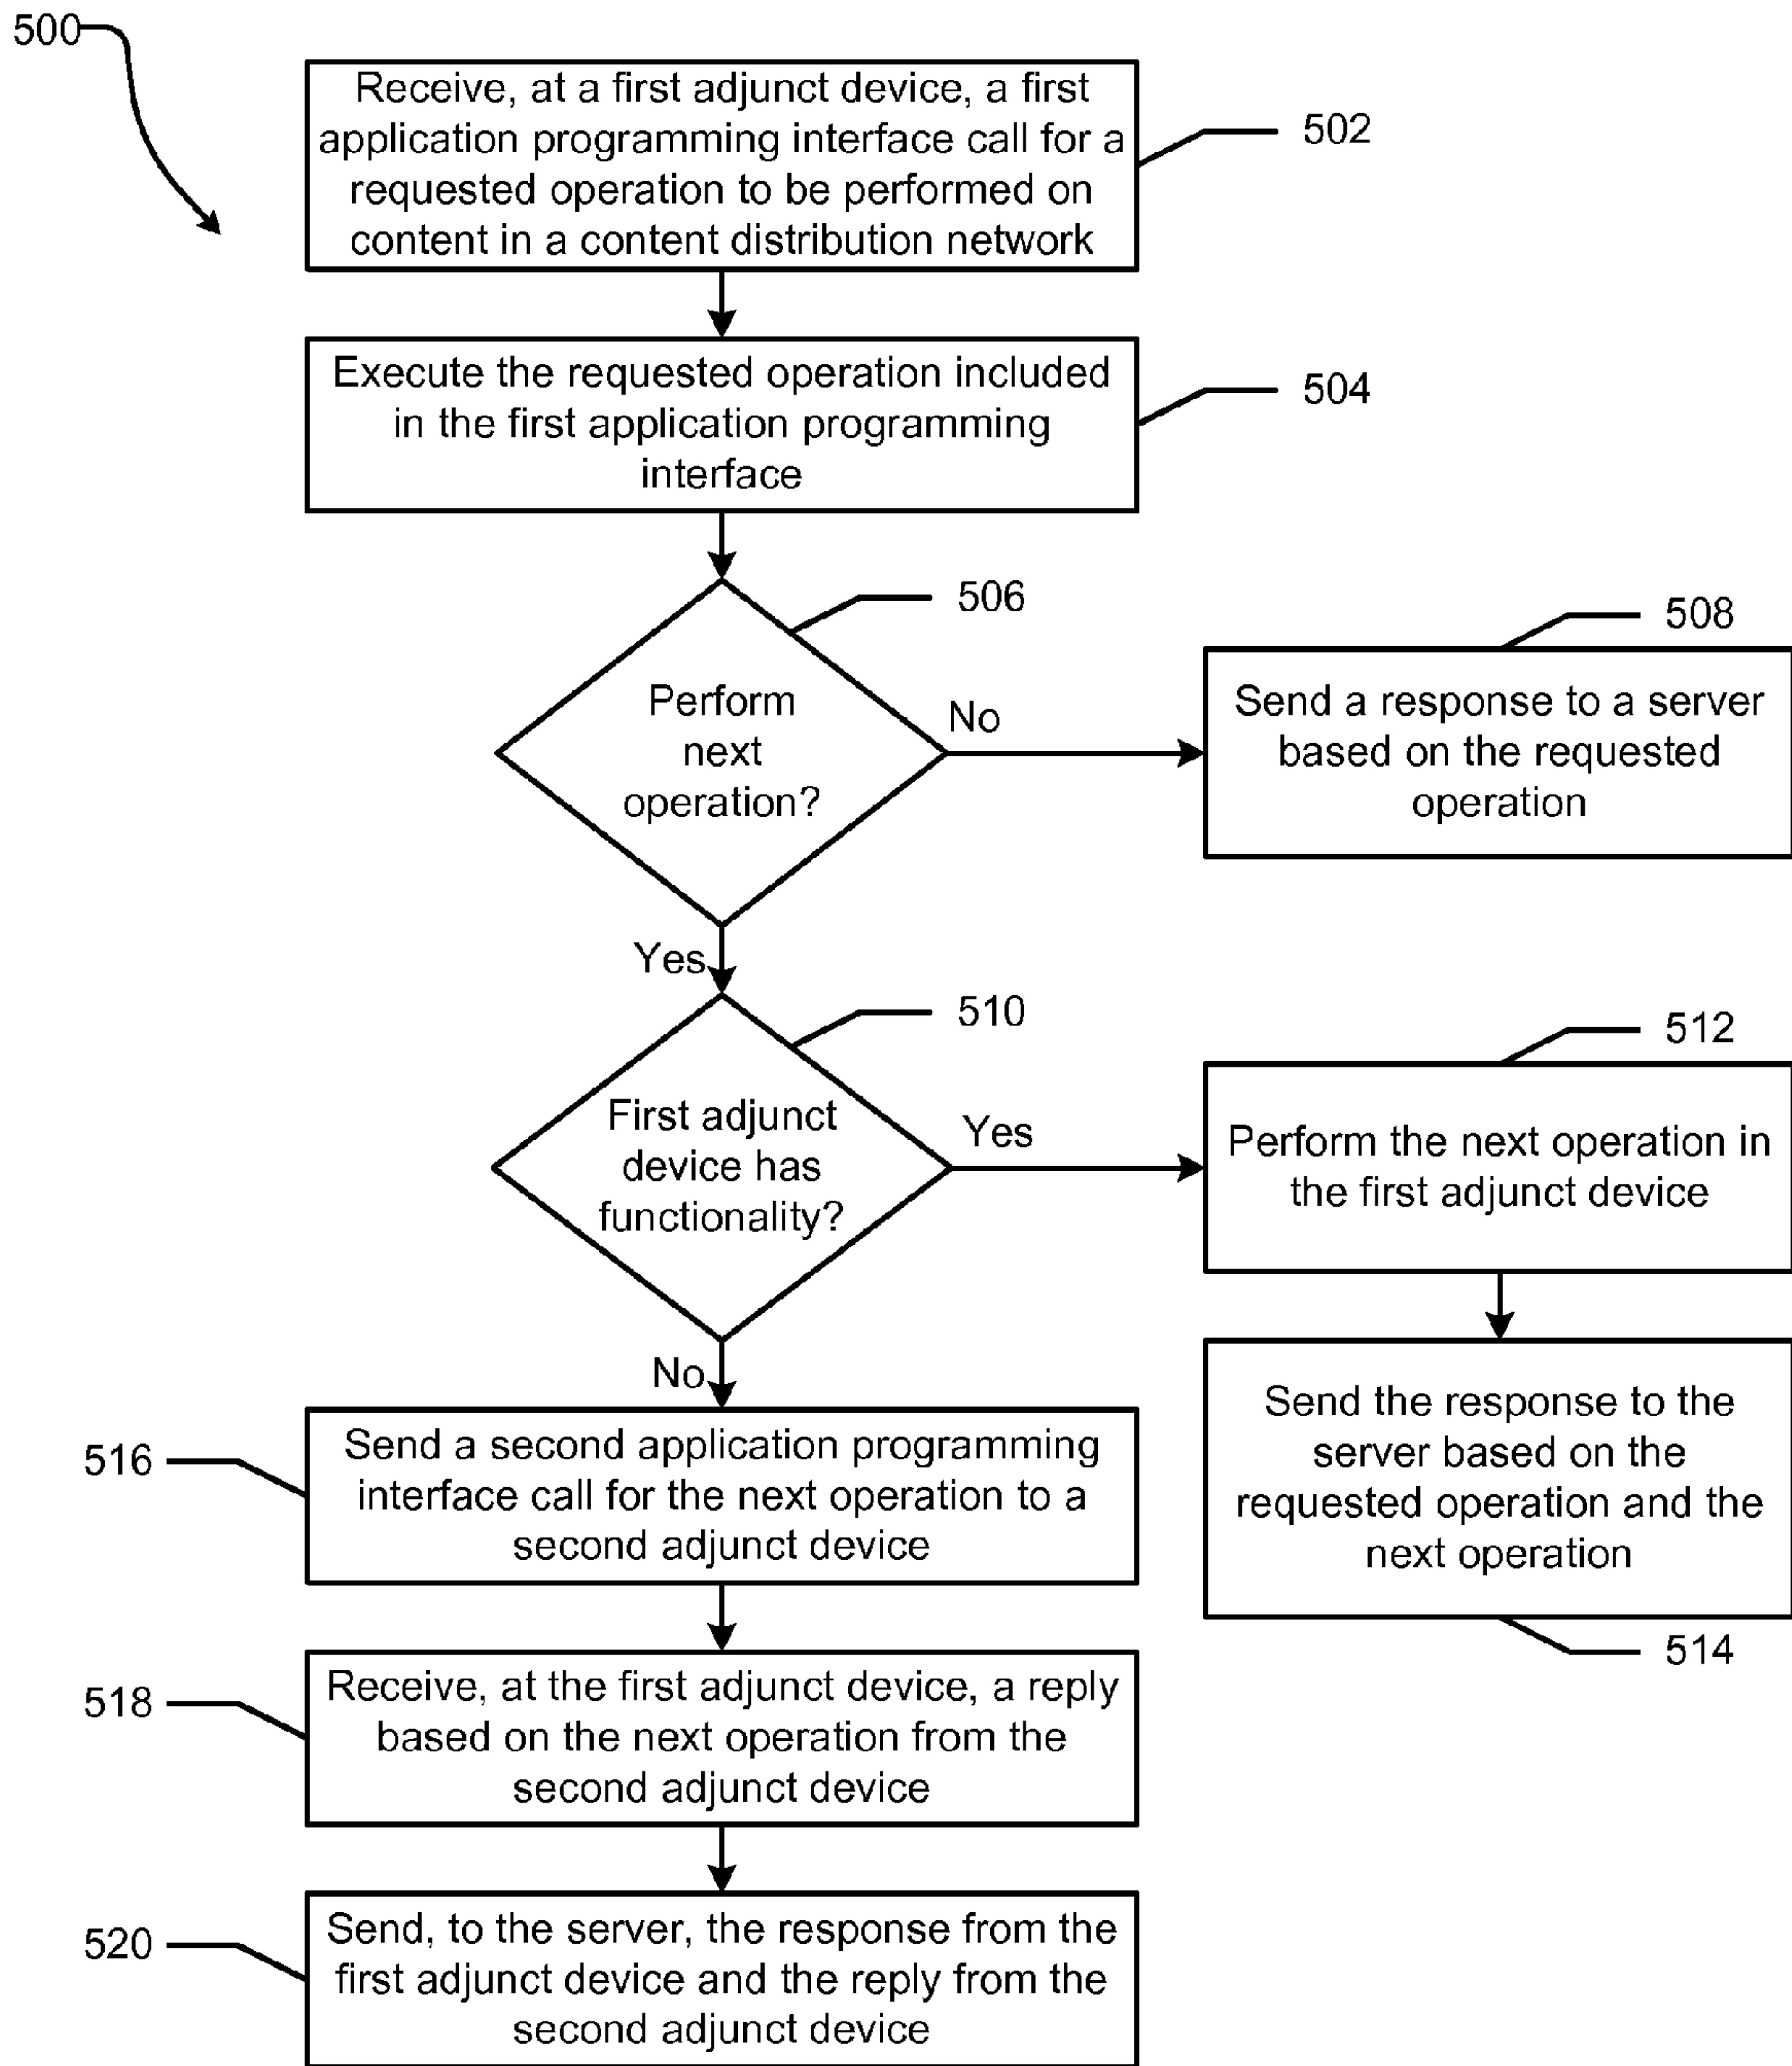 500
Receive, at a first adjunct device, a first
application programming interface call for a
requested operation to be performed on
content in a content distribution network
502
Execute the requested operation included
in the first application programming
interface
504
506
Perform
next
operation?
No
508
Send a response to a server
based on the requested
operation
Yes
510
First adjunct
device has
functionality?
Yes
512
Perform the next operation in
the first adjunct device
No
Send the response to the
server based on the
requested operation and the
next operation
514
516
Send a second application programming
interface call for the next operation to a
second adjunct device
518
Receive, at the first adjunct device, a reply
based on the next operation from the
second adjunct device
520
Send, to the server, the response from the
first adjunct device and the reply from the
second adjunct device